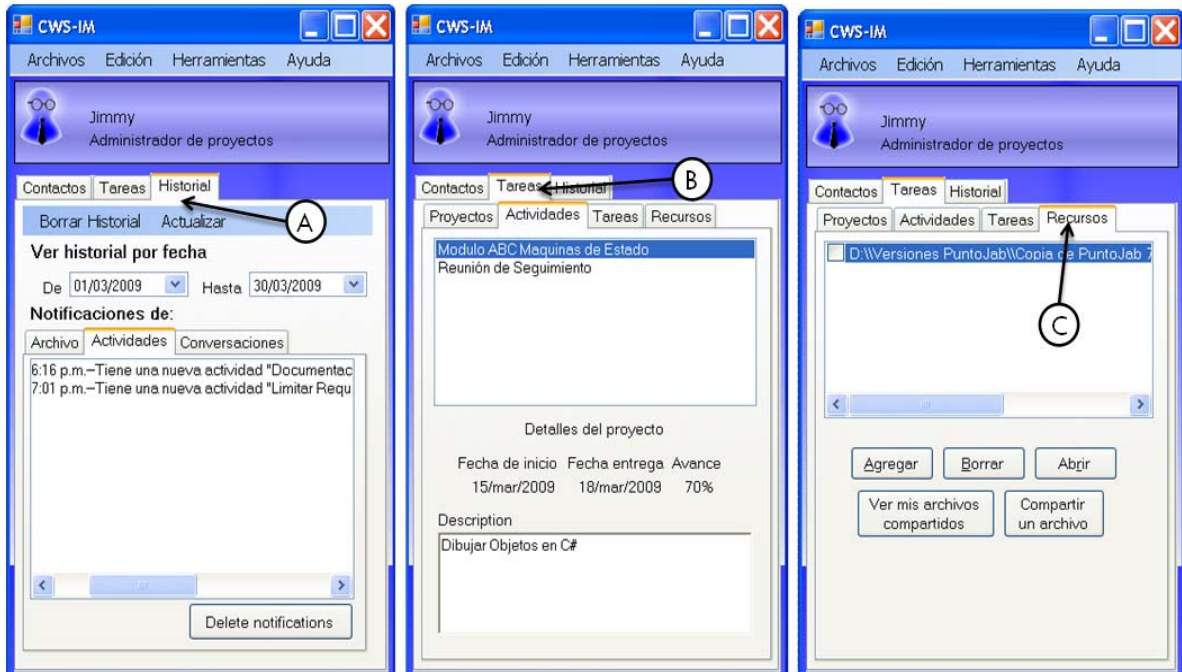 CWS-IM
Archivos Edición Herramientas Ayuda
Jimmy
Administrador de proyectos
Contactos Tareas Historial
A
Borrar Historial Actualizar
Ver historial por fecha
De 01/03/2009 Hasta 30/03/2009
Notificaciones de:
Archivo Actividades Conversaciones
6:16 p.m.–Tiene una nueva actividad "Documentac
7:01 p.m.–Tiene una nueva actividad "Limitar Requ
Delete notifications
CWS-IM
Archivos Edición Herramientas Ayuda
Jimmy
Administrador de proyectos
B
Contactos Tareas Historial
Proyectos Actividades Tareas Recursos
Modulo ABC Maquinas de Estado
Reunión de Seguimiento
Detalles del proyecto
Fecha de inicio Fecha entrega Avance
15/mar/2009 18/mar/2009 70%
Description
Dibujar Objetos en C#
CWS-IM
Archivos Edición Herramientas Ayuda
Jimmy
Administrador de proyectos
Contactos Tareas Historial
Proyectos Actividades Tareas Recursos
D:\\Versiones PuntoJab\\Copia de PuntoJab 7
C
Agregar Borrar Abrir
Ver mis archivos
compartidos
Compartir
un archivo